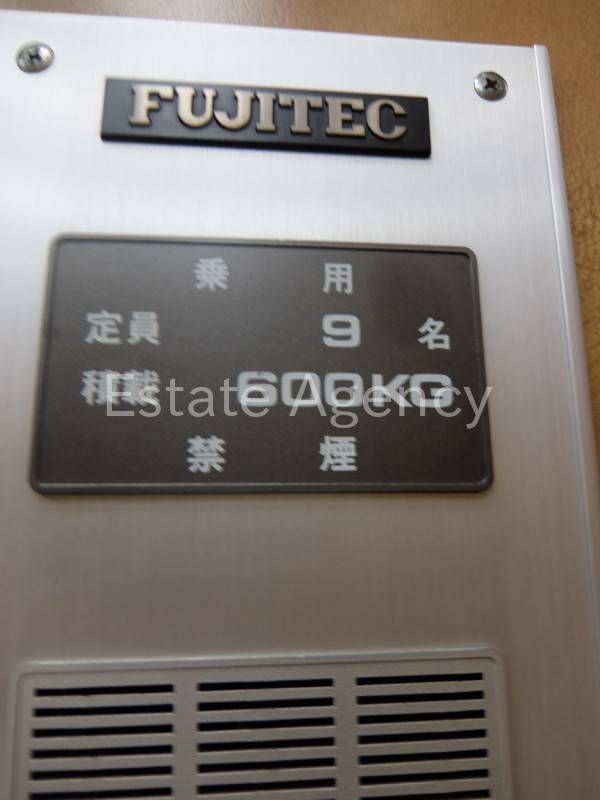 FUJITEC
乗 用
定員 9 名
積載 600KG
Estate Agency
禁 煙